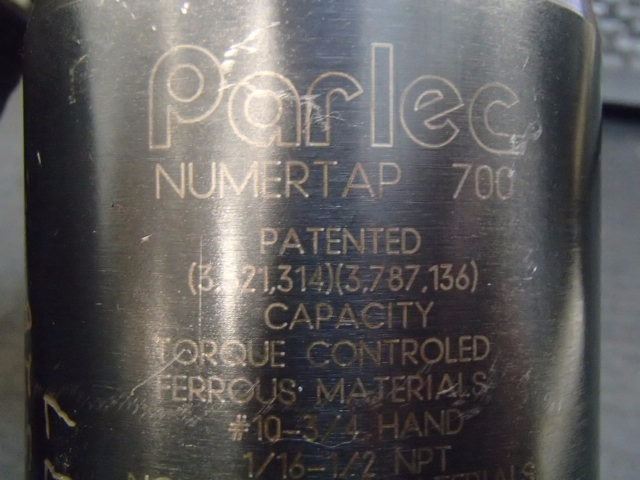 Parlec
NUMERTAP 700
PATENTED
(3,787,136)
CAPACITY
TORQUE CONTROLED
FERROUS MATERIALS
#10-3/4 HAND
1/16-1/2 NPT